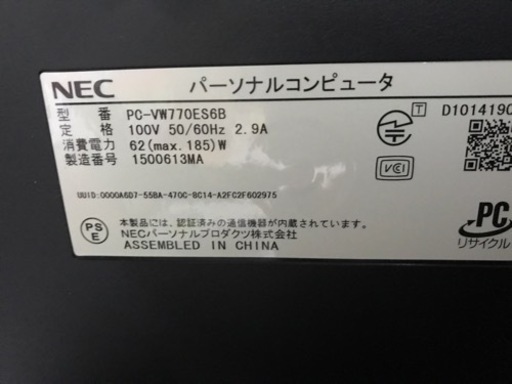 NEC パーソナルコンピュータ
型番 PC-VW770ES6B
定格 100V 50/60Hz 2.9A
消費電力 62(max.185)W
製造番号 1500613MA
UUID:0000A6D7-55BA-470C-8C14-A2FC2F602975
PS
E
本製品には、認証済みの通信機器が内蔵されています。
NECパーソナルプロダクツ株式会社
ASSEMBLED IN CHINA
T
D1014190
VCCI
PC
リサイクル